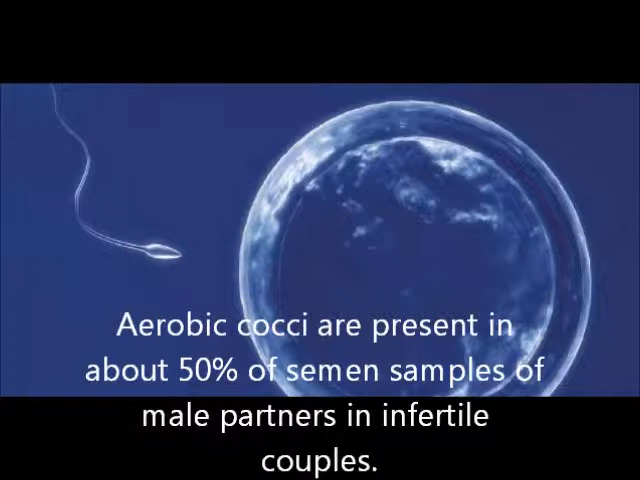 Aerobic cocci are present in
about 50% of semen samples of
male partners in infertile
couples.